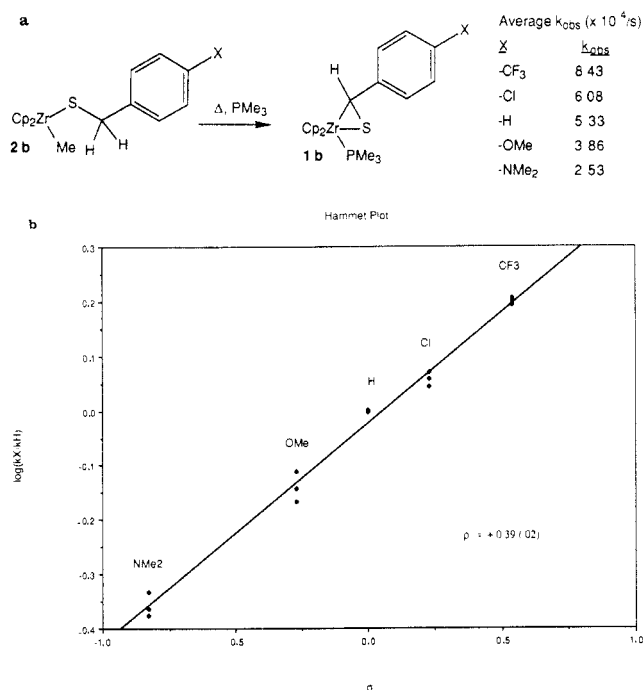 a
X
S
Cp2Zr
2 b
Me
H H
Δ, PMe3
X
H
S
Cp2Zr
PMe3
1 b
Average kobs (x 10 4/s)
X kobs
-CF3 8 43
-Cl 6 08
-H 5 33
-OMe 3 86
-NMe2 2 53
b
Hammet Plot
log(kX/kH)
0.3
0.2
0.1
0.0
-0.1
-0.2
-0.3
-0.4
CF3
Cl
H
OMe
NMe2
ρ = +0.39 (.02)
-1.0 0.5 0.0 0.5 1.0
σ